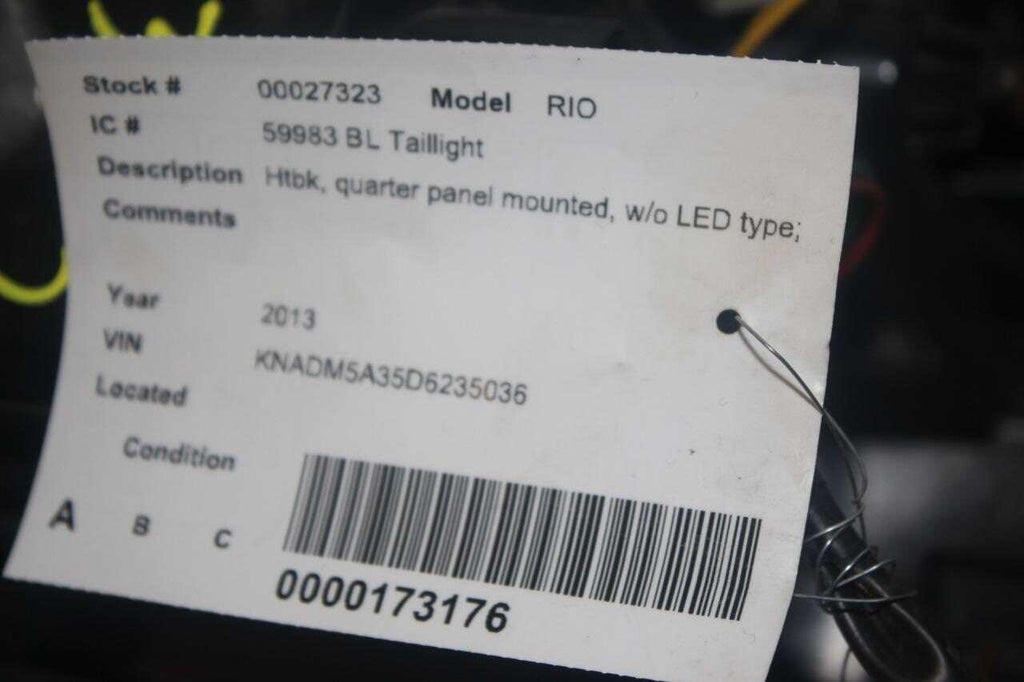 Stock # 00027323 Model RIO
IC # 59983 BL Taillight
Description Htbk, quarter panel mounted, w/o LED type;
Comments
Year 2013
VIN KNADM5A35D6235036
Located
Condition
A B C
0000173176